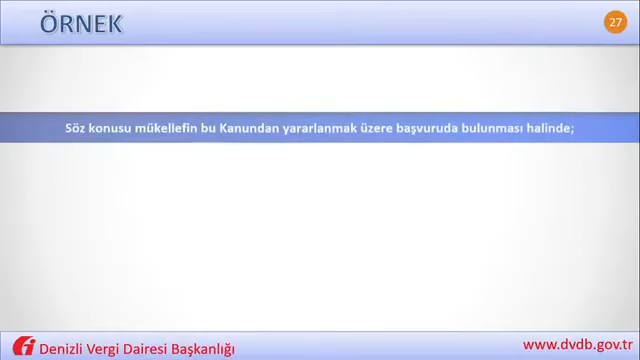 ÖRNEK
27
Söz konusu mükellefin bu Kanundan yararlanmak üzere başvuruda bulunması halinde;
Denizli Vergi Dairesi Başkanlığı
www.dvdb.gov.tr